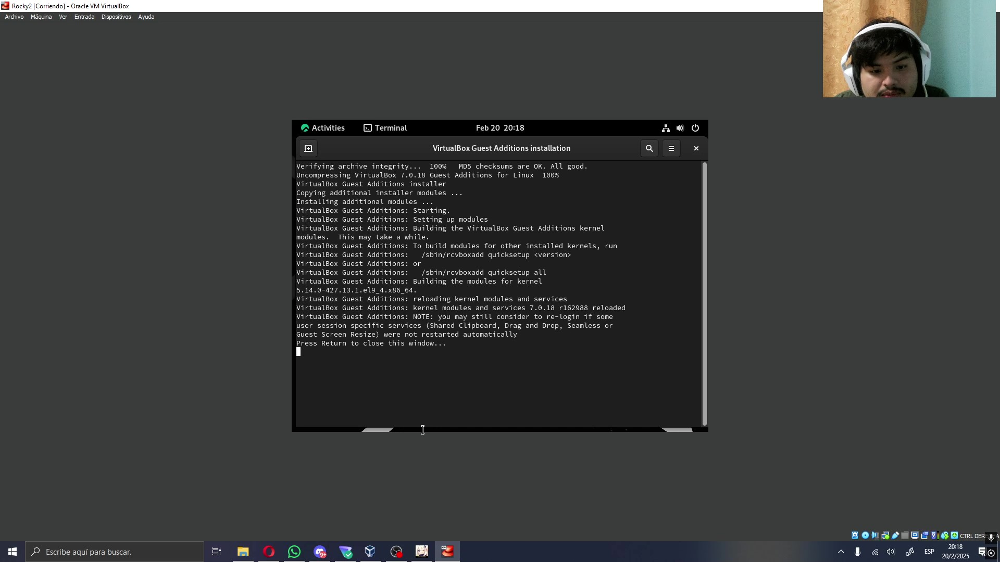 Rocky2 [Corriendo] - Oracle VM VirtualBox
Archivo Máquina Ver Entrada Dispositivos Ayuda
Activities Terminal Feb 20 20:18
VirtualBox Guest Additions installation
Verifying archive integrity... 100% MD5 checksums are OK. All good.
Uncompressing VirtualBox 7.0.18 Guest Additions for Linux 100%
VirtualBox Guest Additions installer
Copying additional installer modules ...
Installing additional modules ...
VirtualBox Guest Additions: Starting.
VirtualBox Guest Additions: Setting up modules
VirtualBox Guest Additions: Building the VirtualBox Guest Additions kernel
modules. This may take a while.
VirtualBox Guest Additions: To build modules for other installed kernels, run
VirtualBox Guest Additions: /sbin/rcvboxadd quicksetup <version>
VirtualBox Guest Additions: or
VirtualBox Guest Additions: /sbin/rcvboxadd quicksetup all
VirtualBox Guest Additions: Building the modules for kernel
5.14.0-427.13.1.el9_4.x86_64.
VirtualBox Guest Additions: reloading kernel modules and services
VirtualBox Guest Additions: kernel modules and services 7.0.18 r162988 reloaded
VirtualBox Guest Additions: NOTE: you may still consider to re-login if some
user session specific services (Shared Clipboard, Drag and Drop, Seamless or
Guest Screen Resize) were not restarted automatically
Press Return to close this window...
CTRL
Escribe aquí para buscar.
9+
64
ESP
20:18
20/2/2025